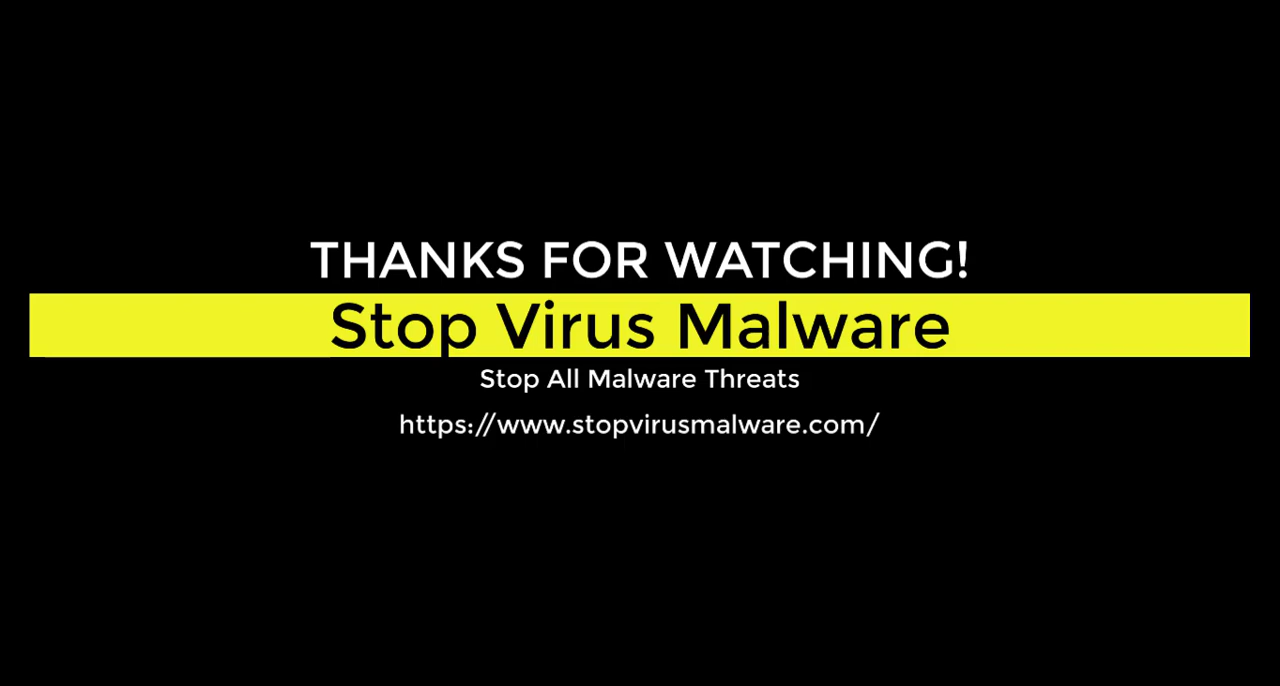 THANKS FOR WATCHING!
Stop Virus Malware
Stop All Malware Threats
https://www.stopvirusmalware.com/